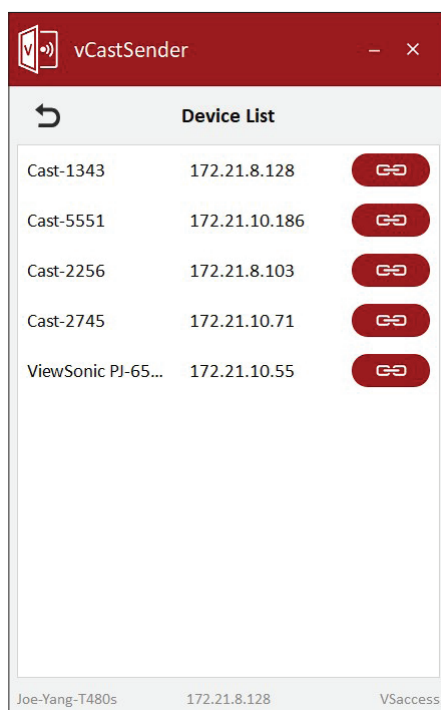 V vCastSender
Device List
Cast-1343 172.21.8.128
Cast-5551 172.21.10.186
Cast-2256 172.21.8.103
Cast-2745 172.21.10.71
ViewSonic PJ-65... 172.21.10.55
Joe-Yang-T480s 172.21.8.128 VSaccess